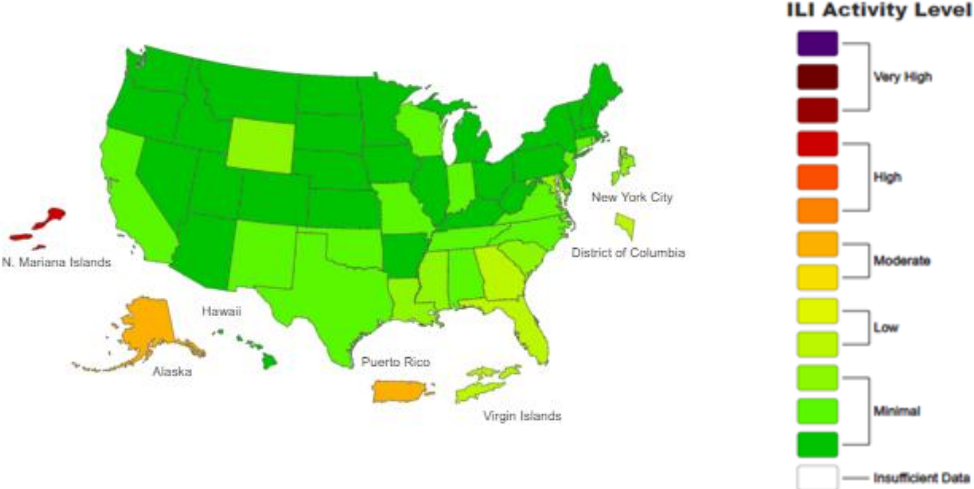 ILI Activity Level
Very High
High
New York City
District of Columbia
N. Mariana Islands
Moderate
Hawaii
Low
Puerto Rico
Alaska
Virgin Islands
Minimal
Insufficient Data